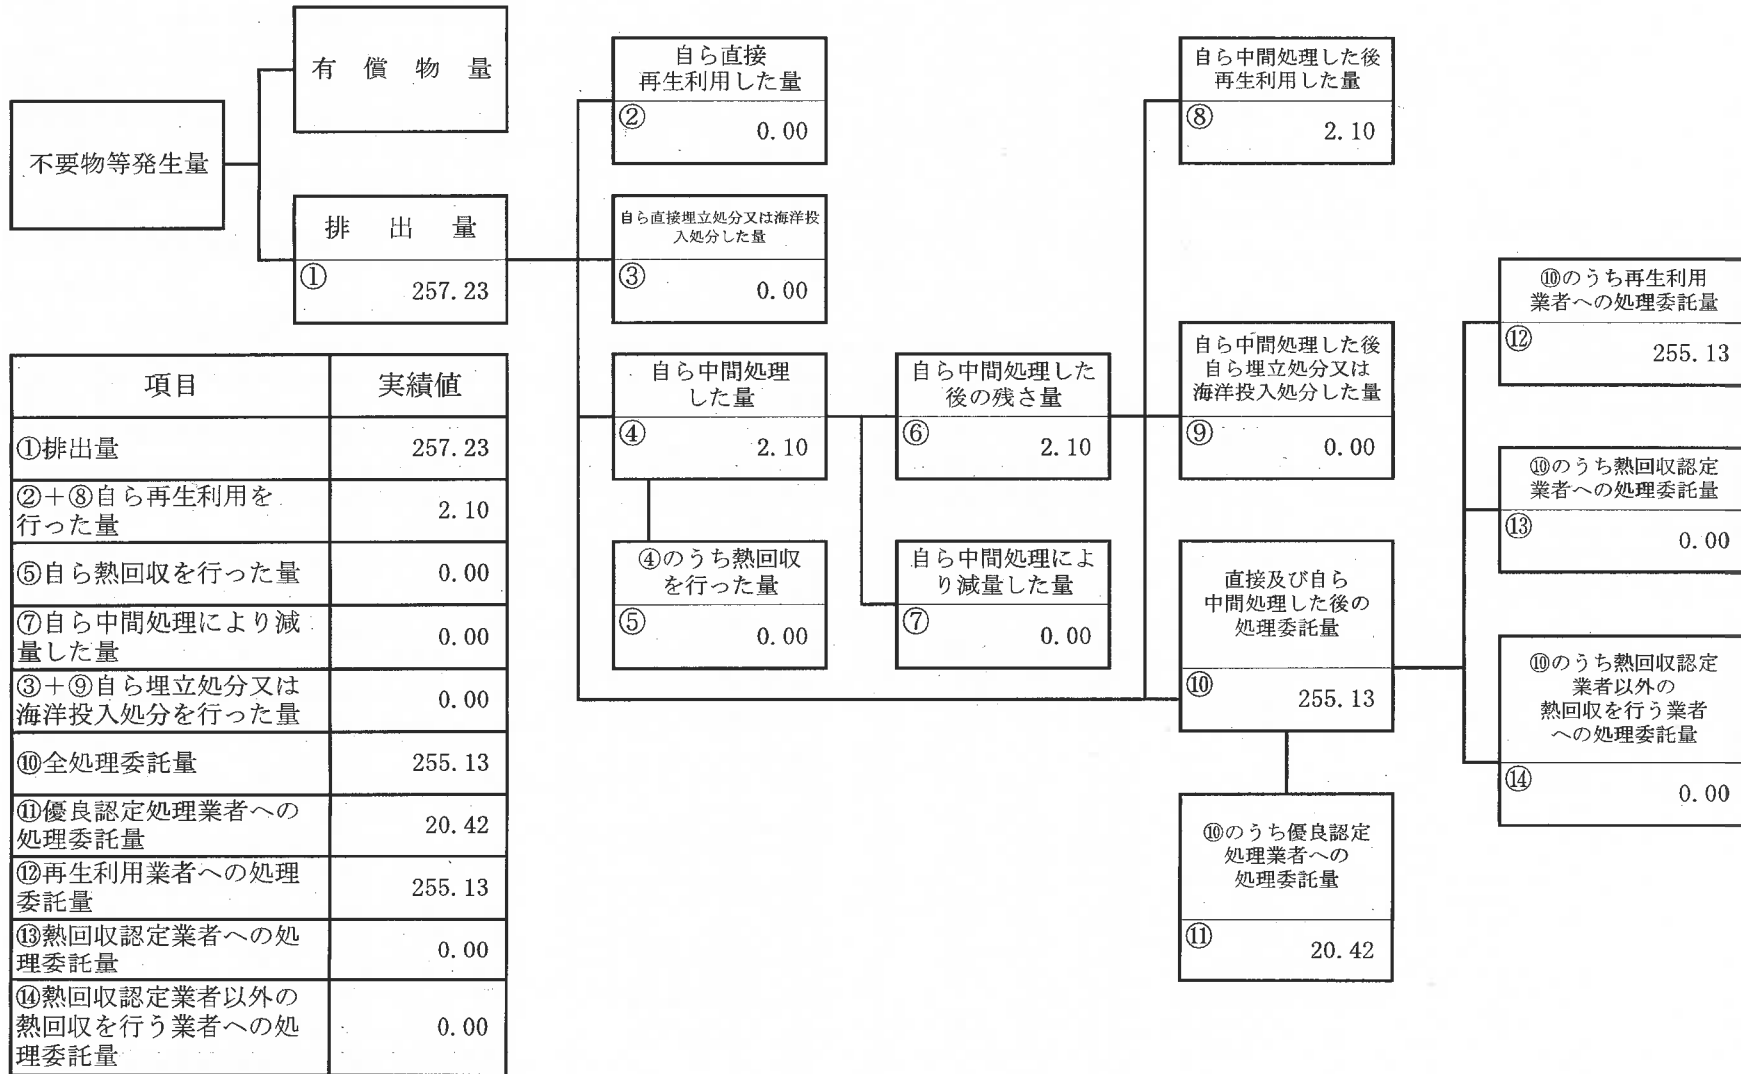 不要物等発生量
有償物量
排出量
①
257.23
自ら直接
再生利用した量
②
0.00
自ら直接埋立処分又は海洋投
入処分した量
③
0.00
自ら中間処理
した量
④
2.10
④のうち熱回収
を行った量
⑤
0.00
自ら中間処理した
後の残さ量
⑥
2.10
自ら中間処理によ
り減量した量
⑦
0.00
自ら中間処理した後
再生利用した量
⑧
2.10
自ら中間処理した後
自ら埋立処分又は
海洋投入処分した量
⑨
0.00
直接及び自ら
中間処理した後の
処理委託量
⑩
255.13
⑩のうち優良認定
処理業者への
処理委託量
⑪
20.42
⑩のうち再生利用
業者への処理委託量
⑫
255.13
⑩のうち熱回収認定
業者への処理委託量
⑬
0.00
⑩のうち熱回収認定
業者以外の
熱回収を行う業者
への処理委託量
⑭
0.00
項目 実績値
①排出量 257.23
②+⑧自ら再生利用を
行った量 2.10
⑤自ら熱回収を行った量 0.00
⑦自ら中間処理により減
量した量 0.00
③+⑨自ら埋立処分又は
海洋投入処分を行った量 0.00
⑩全処理委託量 255.13
⑪優良認定処理業者への
処理委託量 20.42
⑫再生利用業者への処理
委託量 255.13
⑬熱回収認定業者への処
理委託量 0.00
⑭熱回収認定業者以外の
熱回収を行う業者への処
理委託量 0.00